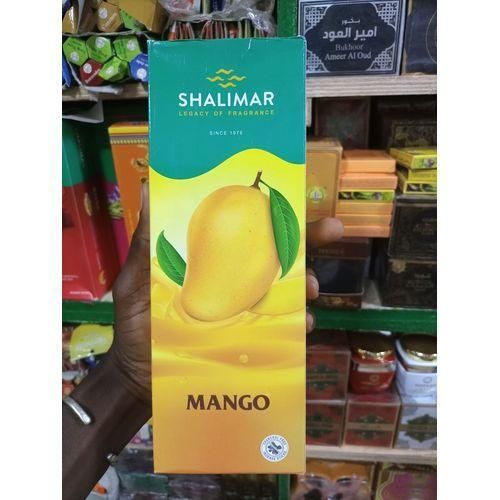 SHALIMAR
LEGACY OF FRAGRANCE
SINCE 1976
MANGO
بخور
امير العود
Bukhoor
Ameer Al Oud